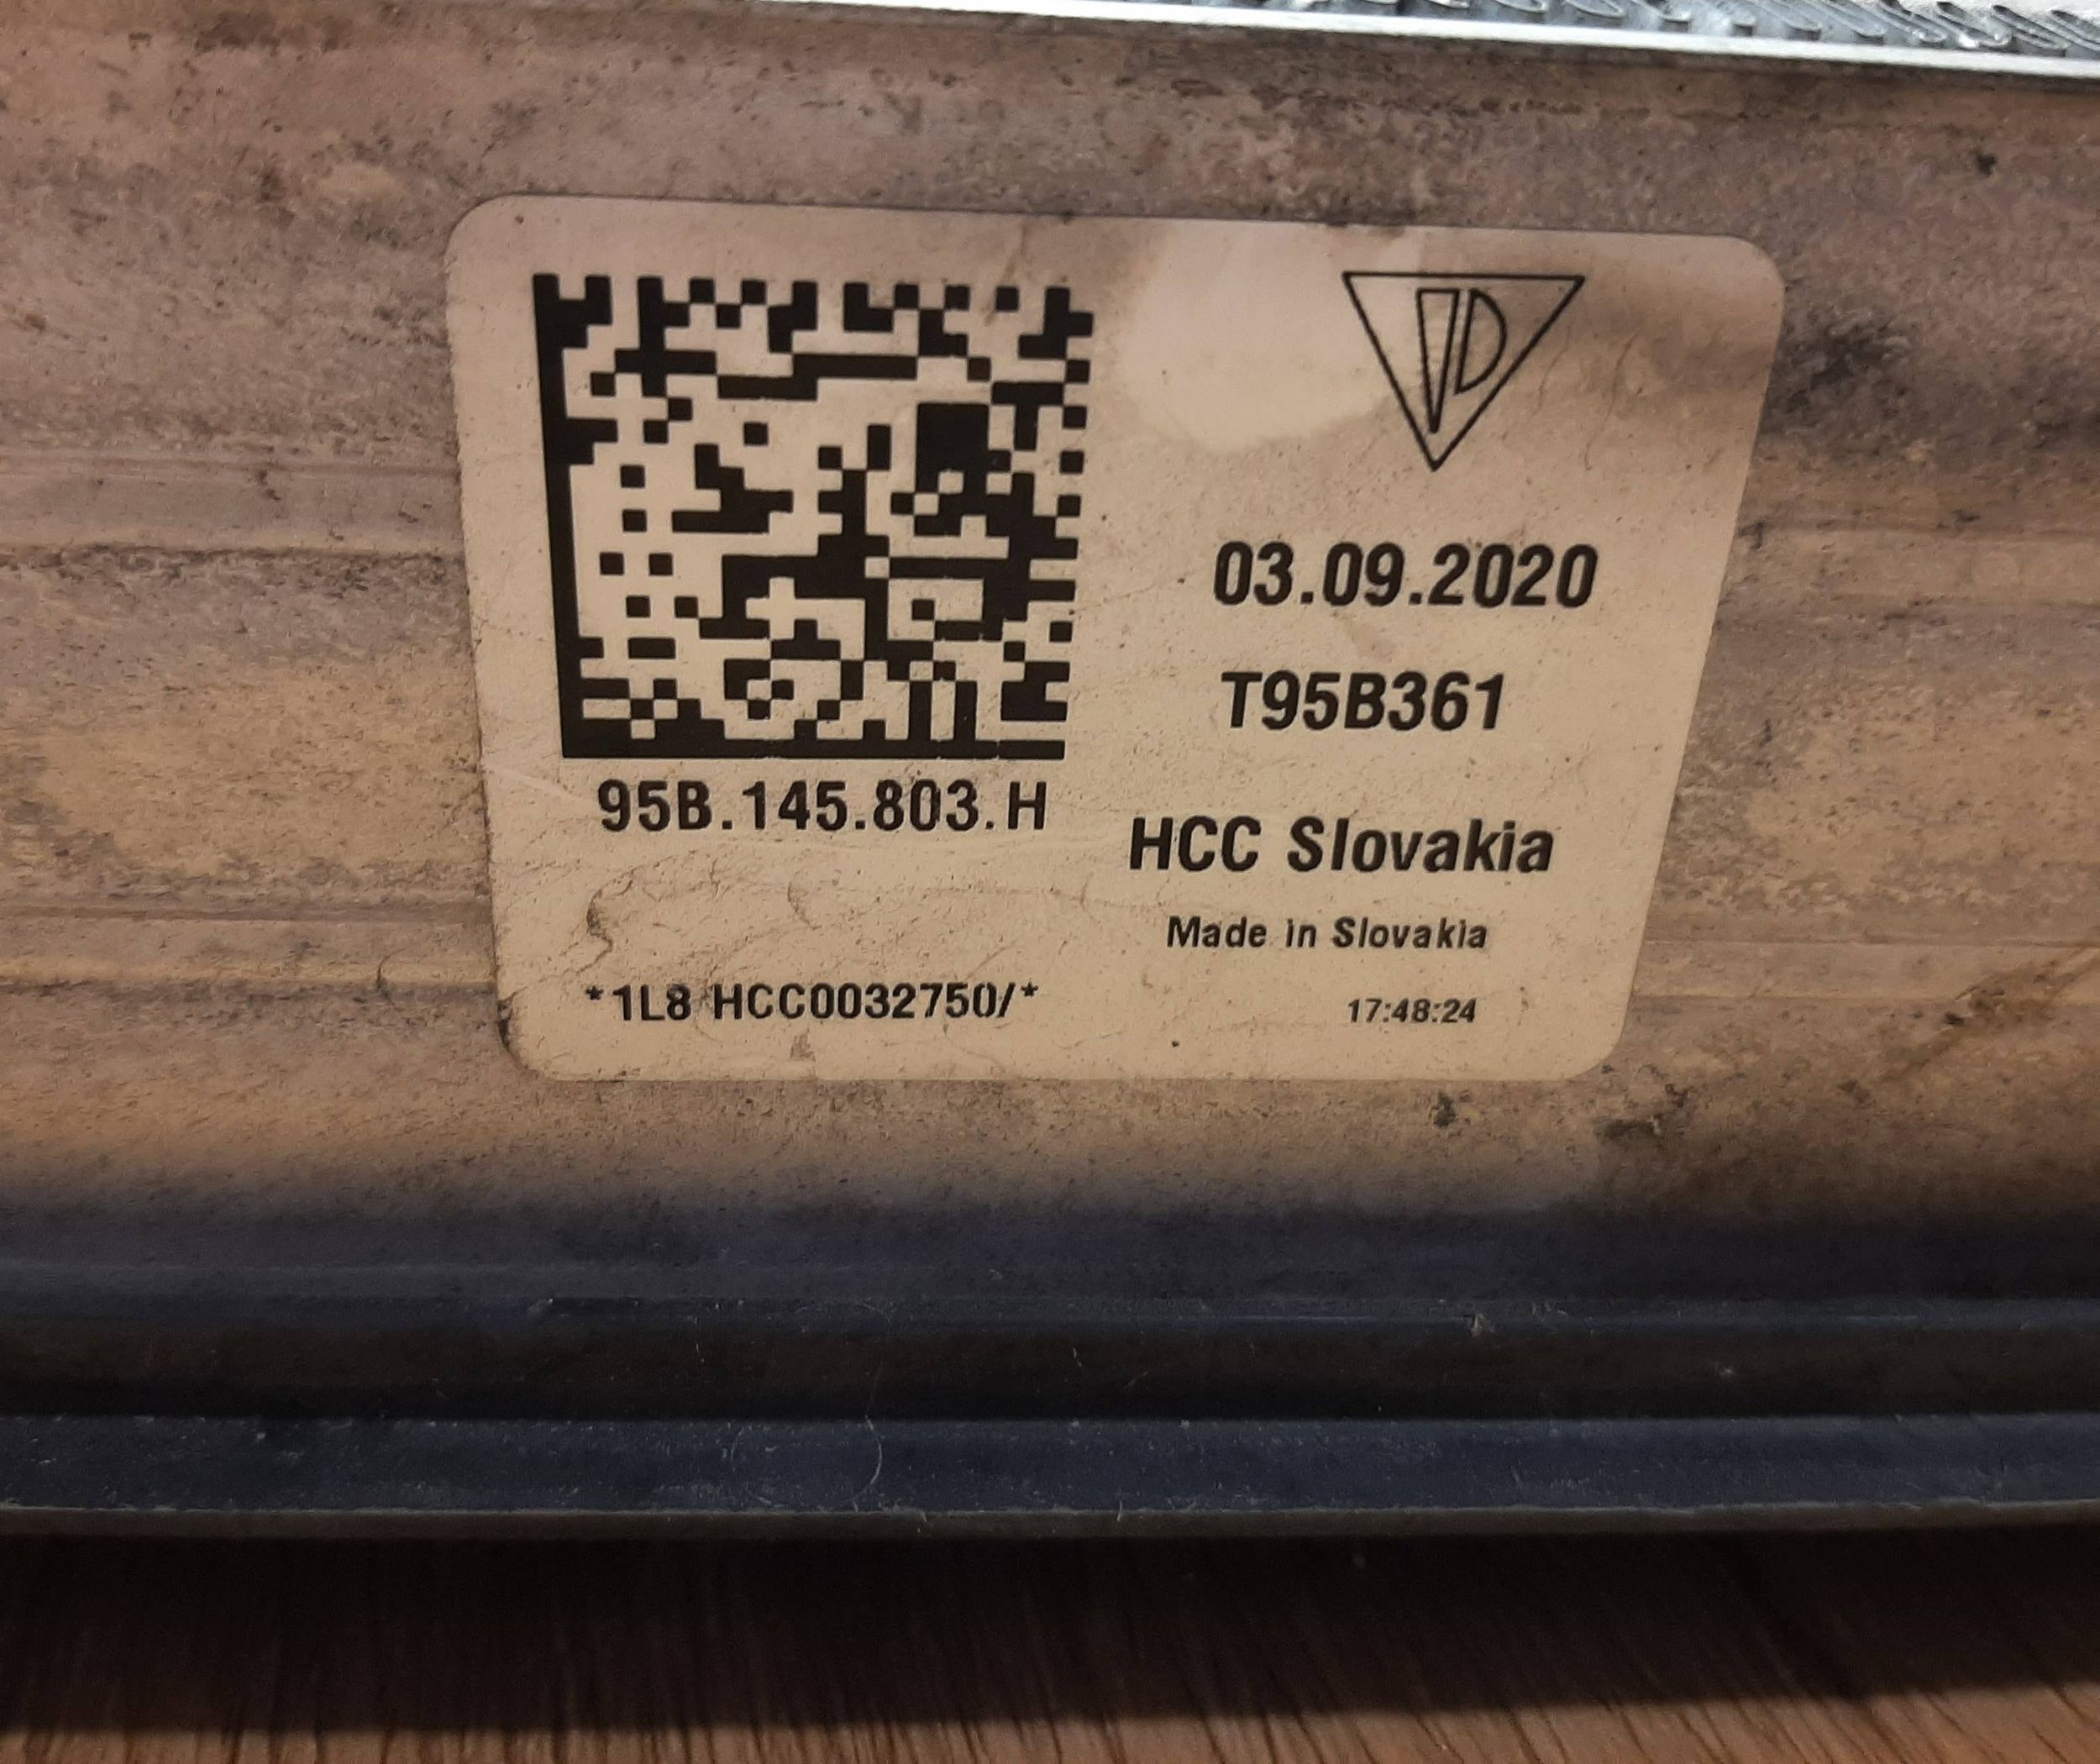 03.09.2020
T95B361
95B.145.803.H
HCC Slovakia
Made in Slovakia
*1L8 HCC0032750/*
17:48:24